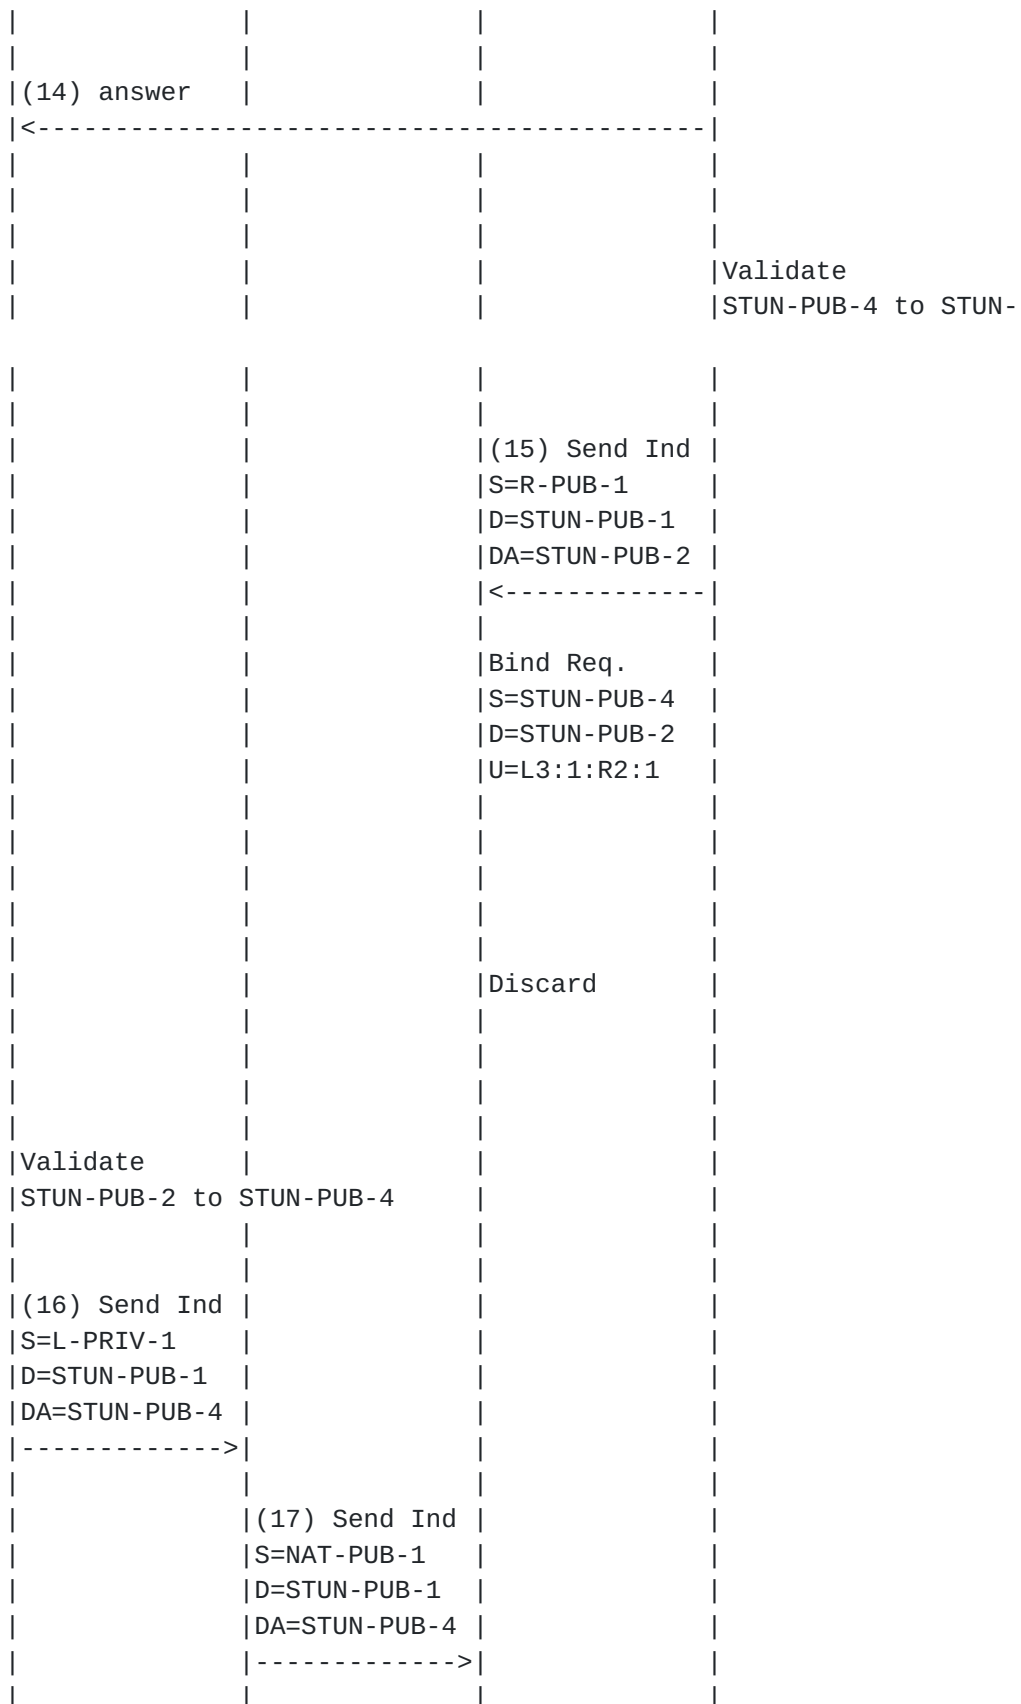 |              |              |              |
|              |              |              |
|(14) answer   |              |              |
|<-------------------------------------------|
|              |              |              |
|              |              |              |
|              |              |              |
|              |              |              |Validate
|              |              |              |STUN-PUB-4 to STUN-
|              |              |              |
|              |              |              |
|              |              |(15) Send Ind |
|              |              |S=R-PUB-1     |
|              |              |D=STUN-PUB-1  |
|              |              |DA=STUN-PUB-2 |
|              |              |<-------------|
|              |              |              |
|              |              |Bind Req.     |
|              |              |S=STUN-PUB-4  |
|              |              |D=STUN-PUB-2  |
|              |              |U=L3:1:R2:1   |
|              |              |              |
|              |              |              |
|              |              |              |
|              |              |              |
|              |              |              |
|              |              |Discard       |
|              |              |              |
|              |              |              |
|              |              |              |
|              |              |              |
|Validate      |              |              |
|STUN-PUB-2 to STUN-PUB-4     |              |
|              |              |              |
|              |              |              |
|(16) Send Ind |              |              |
|S=L-PRIV-1    |              |              |
|D=STUN-PUB-1  |              |              |
|DA=STUN-PUB-4 |              |              |
|------------->|              |              |
|              |              |              |
|              |(17) Send Ind |              |
|              |S=NAT-PUB-1   |              |
|              |D=STUN-PUB-1  |              |
|              |DA=STUN-PUB-4 |              |
|              |------------->|              |
|              |              |              |